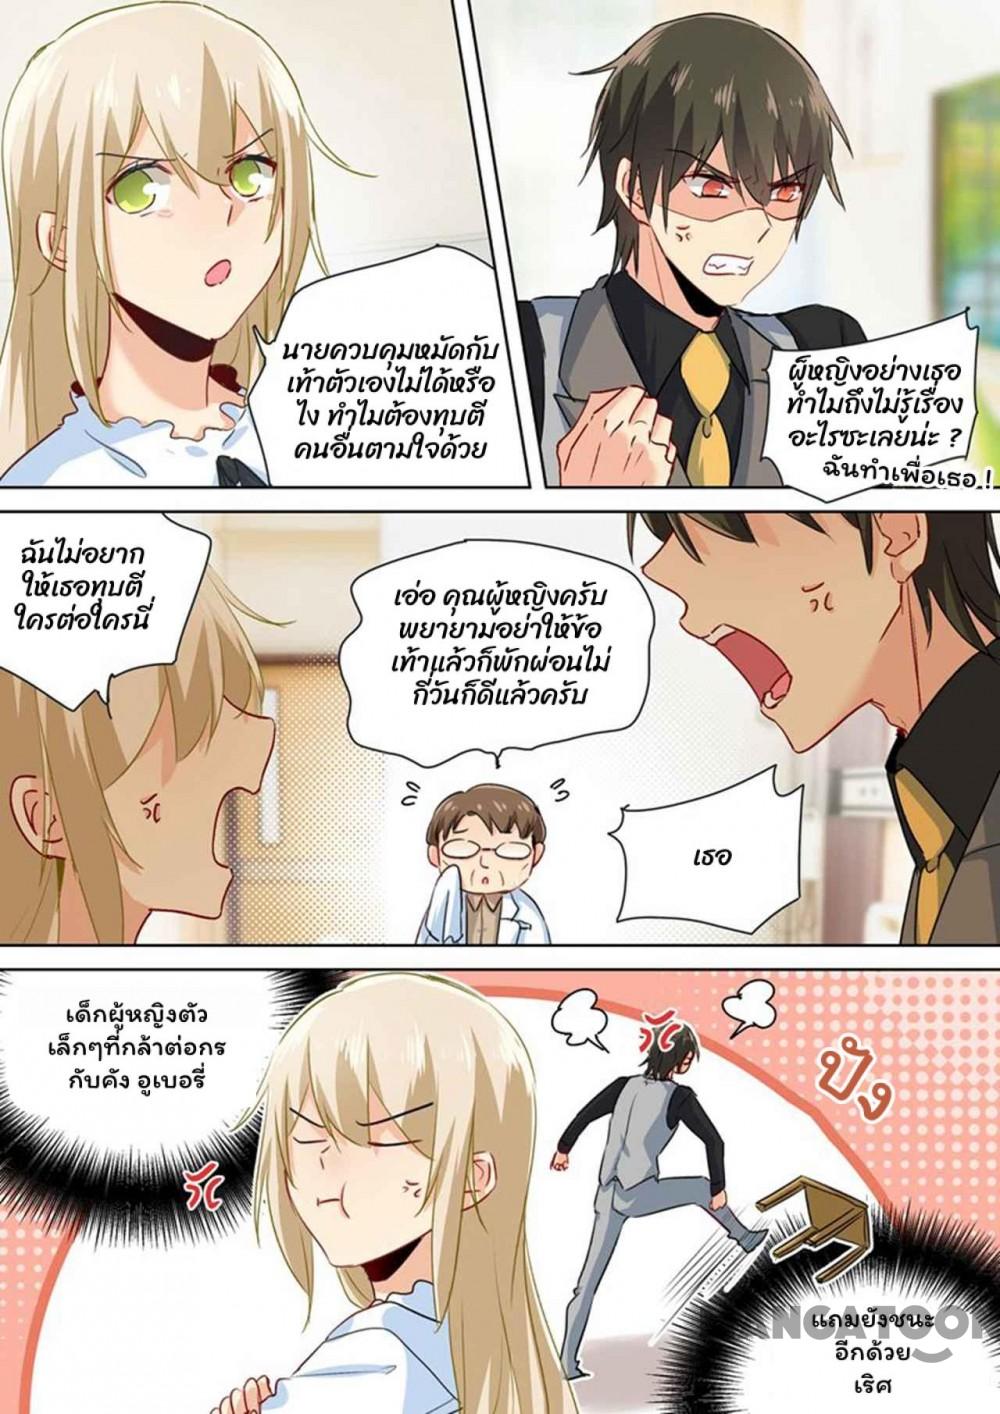 นายควบคุมหมัดกับ
เท้าตัวเองไม่ได้หรือ
ไง ทำไมต้องทุบตี
คนอื่นตามใจด้วย
ผู็หญิงอย่างเธอ
ทำไมถึงไม่รู้เรื่อง
อะไรซะเลยน่ะ ?
ฉันทำเพื่อเธอ !
ฉันไม่อยาก
ให้เธอทุบตี
ใครต่อใครนี่
เอ่อ คุณผู้หญิงครับ
พยายามอย่าให้ข้อ
เท้าแล้วก็พักผ่อนไม่
กี่วันก็ดีแล้วครับ
เธอ
เด็กผู้หญิงตัว
เล็กๆที่กล้าต่อกร
กับคัง อูเบอรี่
ปัง
แถมยังชนะ
อีกด้วย
เริศ